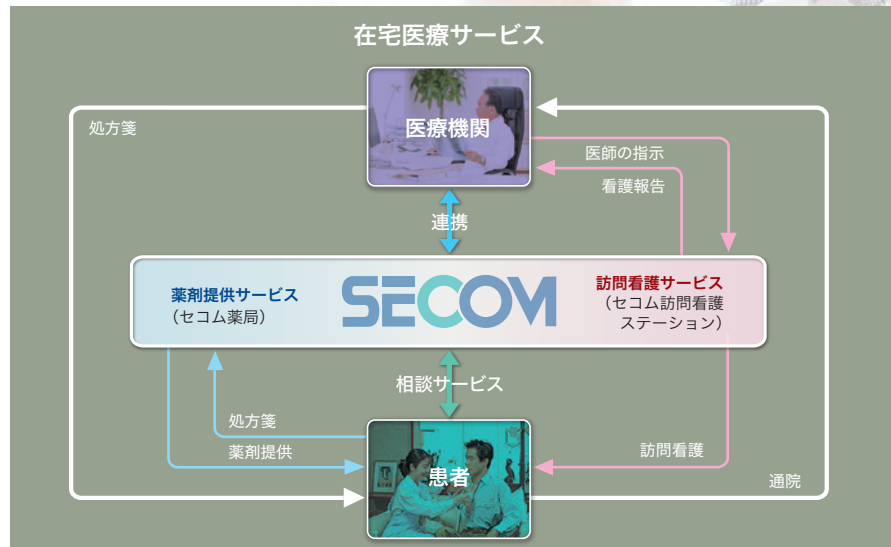 在宅医療サービス
医療機関
処方箋
医師の指示
看護報告
連携
薬剤提供サービス
（セコム薬局）
SECOM
訪問看護サービス
（セコム訪問看護
ステーション）
相談サービス
処方箋
薬剤提供
訪問看護
患者
通院